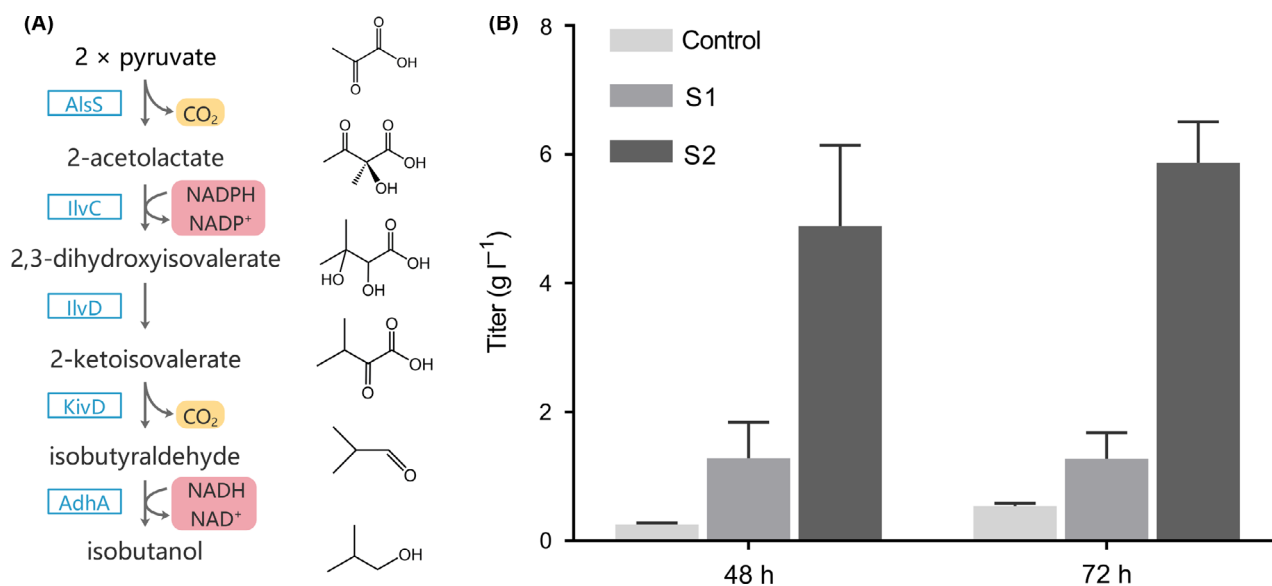 (A)
2 × pyruvate
AlsS
CO₂
2-acetolactate
IlvC
NADPH
NADP⁺
2,3-dihydroxyisovalerate
IlvD
2-ketoisovalerate
KivD
CO₂
isobutyraldehyde
AdhA
NADH
NAD⁺
isobutanol
O
OH
O
O
O
OH
OH
O
OH
HO
OH
O
OH
O
O
OH
(B)
Titer (g l⁻¹)
8
6
4
2
0
Control
S1
S2
48 h
72 h